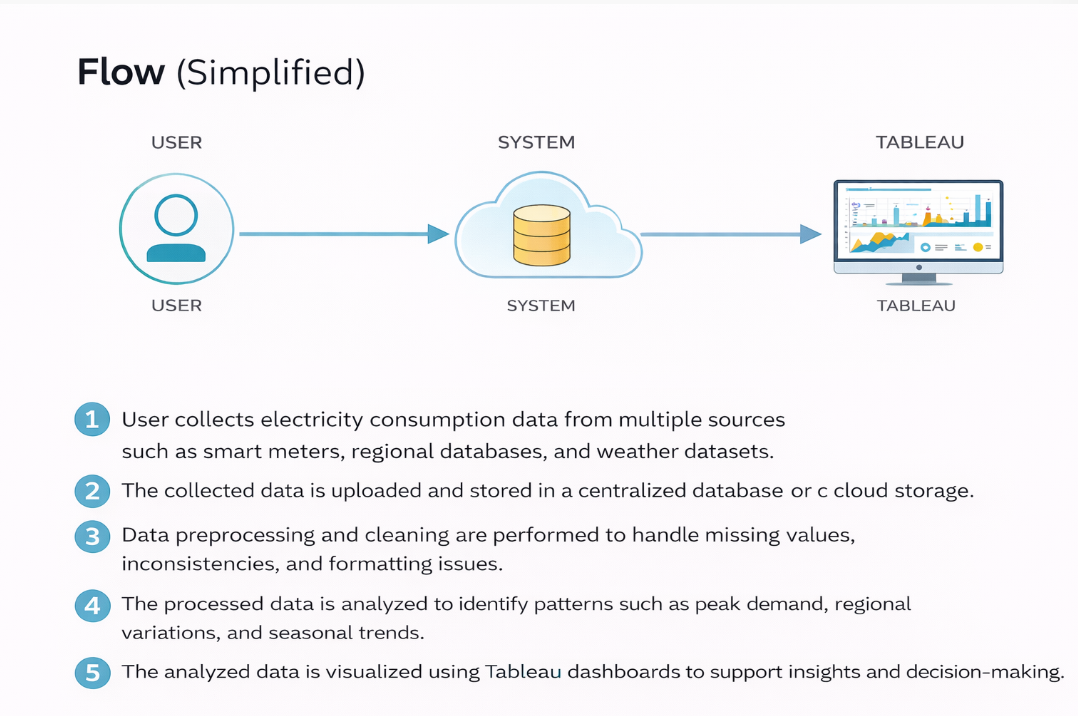 Flow (Simplified)
USER SYSTEM TABLEAU
USER SYSTEM TABLEAU
1 User collects electricity consumption data from multiple sources
such as smart meters, regional databases, and weather datasets.
2 The collected data is uploaded and stored in a centralized database or c cloud storage.
3 Data preprocessing and cleaning are performed to handle missing values,
inconsistencies, and formatting issues.
4 The processed data is analyzed to identify patterns such as peak demand, regional
variations, and seasonal trends.
5 The analyzed data is visualized using Tableau dashboards to support insights and decision-making.